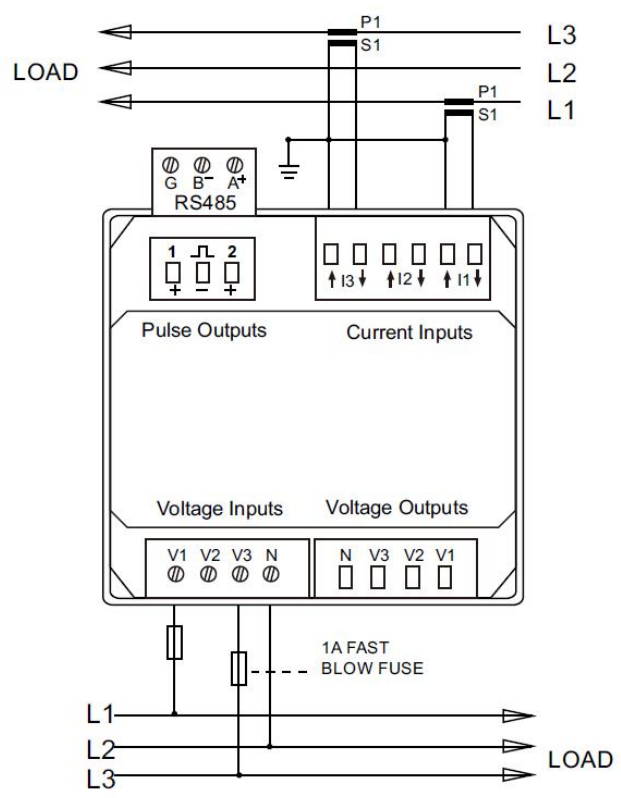 P1
L3
S1
LOAD
L2
P1
L1
S1
G B- A+
RS485
1 2
+ - +
I3 I2 I1
Pulse Outputs
Current Inputs
Voltage Inputs
Voltage Outputs
V1 V2 V3 N
N V3 V2 V1
1A FAST
BLOW FUSE
L1
L2
LOAD
L3